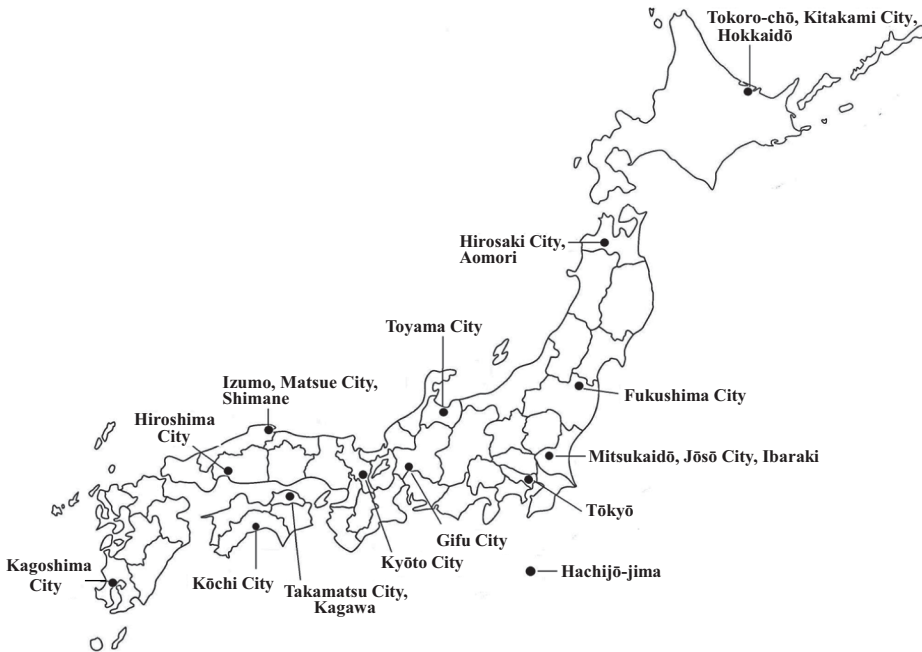 Tokoro-chō, Kitakami City,
Hokkaidō
Hirosaki City,
Aomori
Toyama City
Izumo, Matsue City,
Shimane
Fukushima City
Hiroshima
City
Mitsukaidō, Jōsō City, Ibaraki
Tōkyō
Gifu City
Kyōto City
Kagoshima
City
Kōchi City
Takamatsu City,
Kagawa
Hachijō-jima